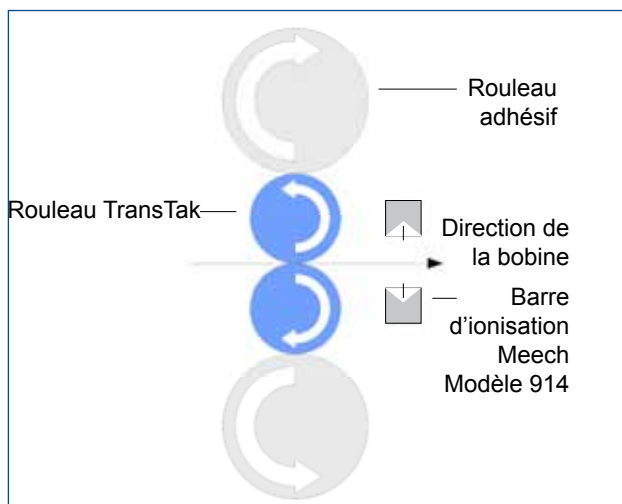 Rouleau
adhésif
Rouleau TransTak
Direction de
la bobine
Barre
d'ionisation
Meech
Modèle 914